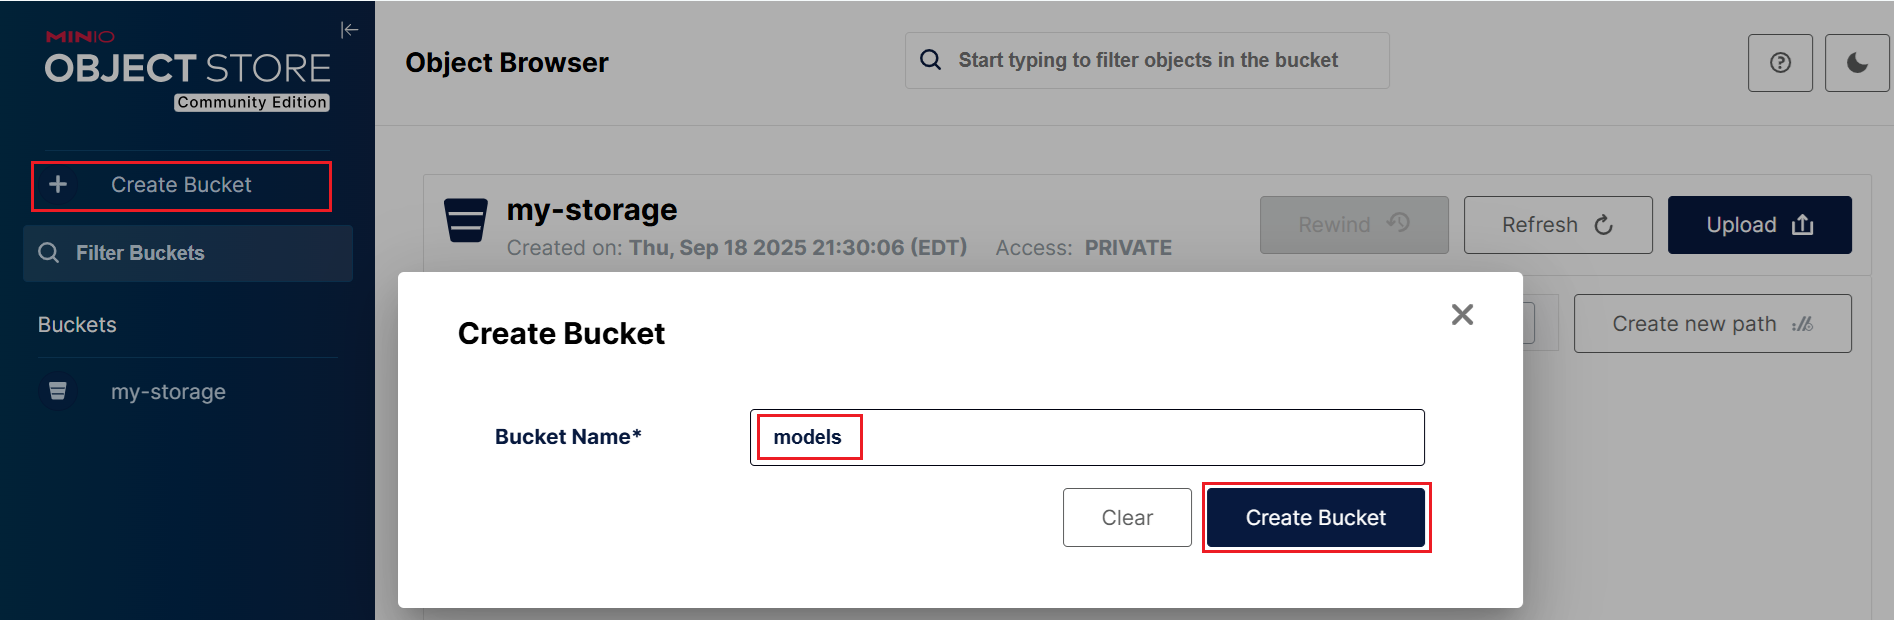 MINIO
OBJECT STORE
Community Edition
Create Bucket
Filter Buckets
Buckets
my-storage
Object Browser
Start typing to filter objects in the bucket
my-storage
Created on: Thu, Sep 18 2025 21:30:06 (EDT) Access: PRIVATE
Rewind
Refresh
Upload
Create new path
Create Bucket
Bucket Name*
models
Clear
Create Bucket